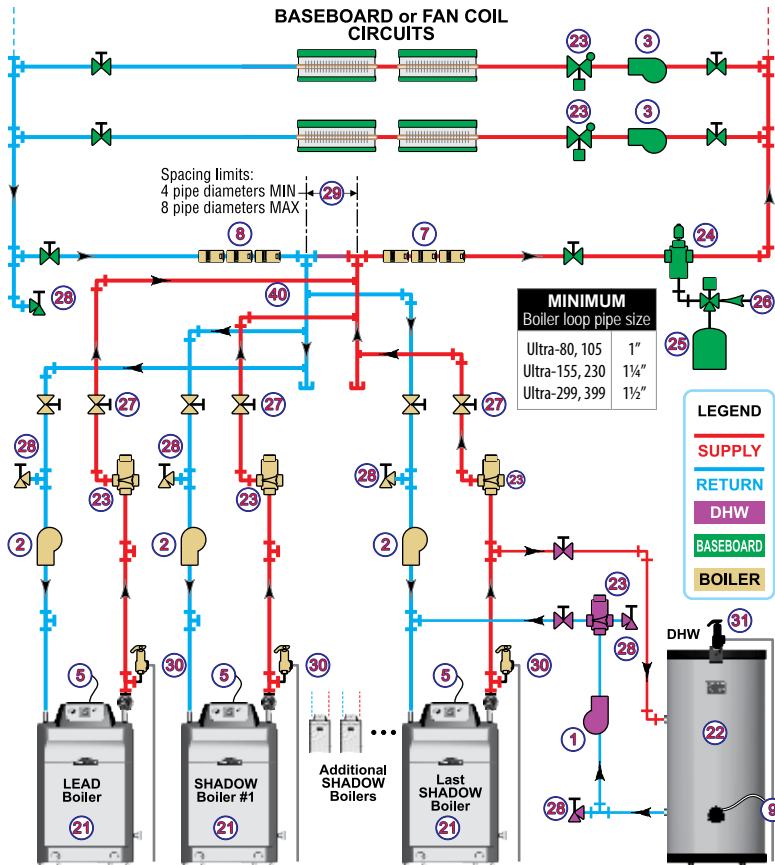 BASEBOARD or FAN COIL
CIRCUITS
23
3
23
3
Spacing limits:
4 pipe diameters MIN
8 pipe diameters MAX
29
8
7
24
28
40
26
25
MINIMUM
Boiler loop pipe size
Ultra-80, 105 1"
Ultra-155, 230 1¼"
Ultra-299, 399 1½"
27
27
27
LEGEND
SUPPLY
RETURN
DHW
BASEBOARD
BOILER
28
28
28
23
23
23
2
2
2
23
28
DHW
31
30
30
30
5
5
5
1
22
LEAD
Boiler
21
SHADOW
Boiler #1
21
Additional
SHADOW
Boilers
Last
SHADOW
Boiler
21
28
9